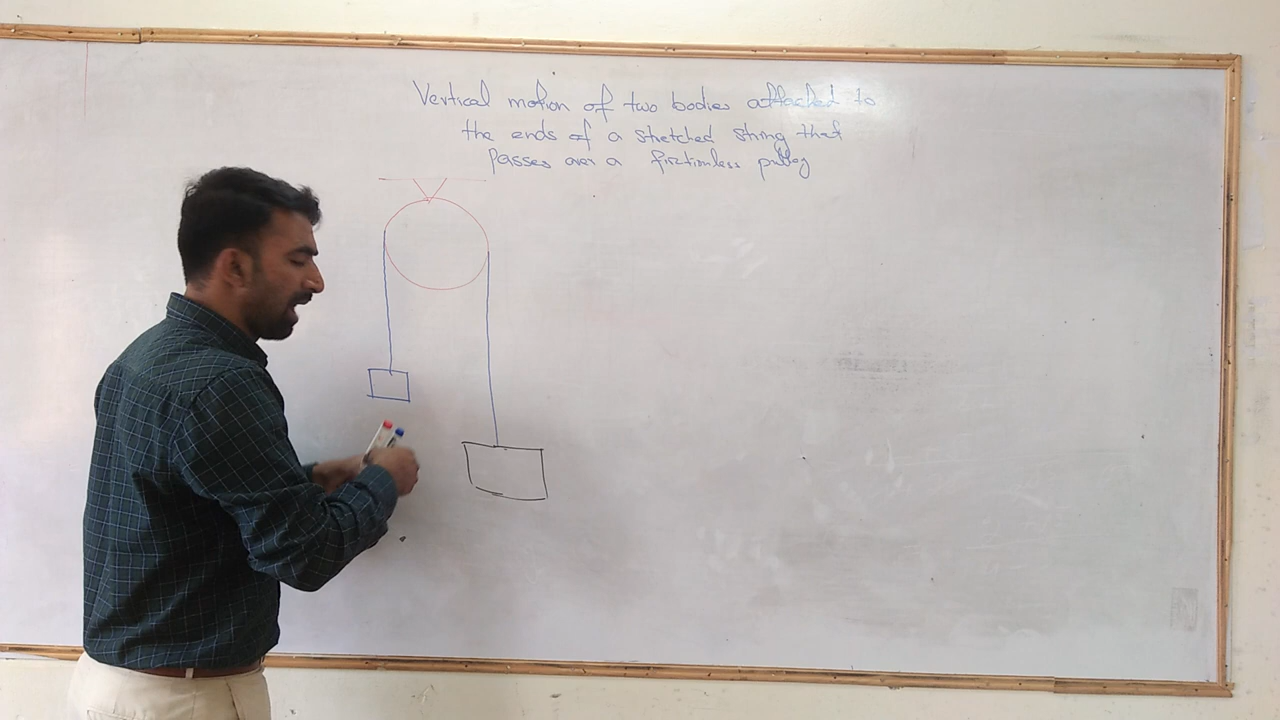 Vertical motion of two bodies attached to
the ends of a stretched string that
passes over a frictionless pulley